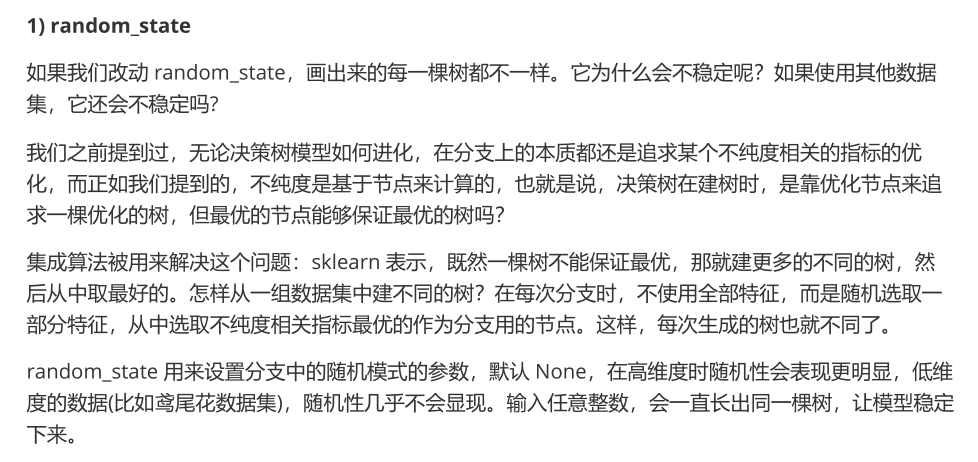 1) random_state
如果我们改动 random_state，画出来的每一棵树都不一样。它为什么会不稳定呢？如果使用其他数据
集，它还会不稳定吗?
我们之前提到过，无论决策树模型如何进化，在分支上的本质都还是追求某个不纯度相关的指标的优
化，而正如我们提到的，不纯度是基于节点来计算的，也就是说，决策树在建树时，是靠优化节点来追
求一棵优化的树，但最优的节点能够保证最优的树吗?
集成算法被用来解决这个问题：sklearn 表示，既然一棵树不能保证最优，那就建更多的不同的树，然
后从中取最好的。怎样从一组数据集中建不同的树？在每次分支时，不使用全部特征，而是随机选取一
部分特征，从中选取不纯度相关指标最优的作为分支用的节点。这样，每次生成的树也就不同了。
random_state 用来设置分支中的随机模式的参数，默认 None，在高维度时随机性会表现更明显，低维
度的数据(比如鸢尾花数据集)，随机性几乎不会显现。输入任意整数，会一直长出同一棵树，让模型稳定
下来。